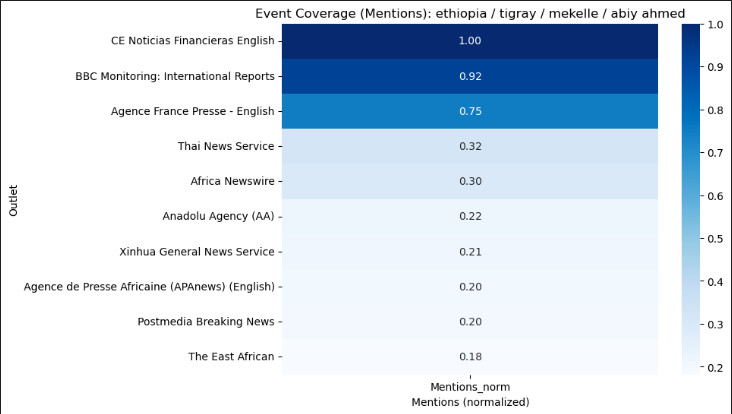 Event Coverage (Mentions): ethiopia / tigray / mekelle / abiy ahmed
Outlet
CE Noticias Financieras English 1.00
BBC Monitoring: International Reports 0.92
Agence France Presse - English 0.75
Thai News Service 0.32
Africa Newswire 0.30
Anadolu Agency (AA) 0.22
Xinhua General News Service 0.21
Agence de Presse Africaine (APAnews) (English) 0.20
Postmedia Breaking News 0.20
The East African 0.18
Mentions_norm
Mentions (normalized)
1.0
0.9
0.8
0.7
0.6
0.5
0.4
0.3
0.2